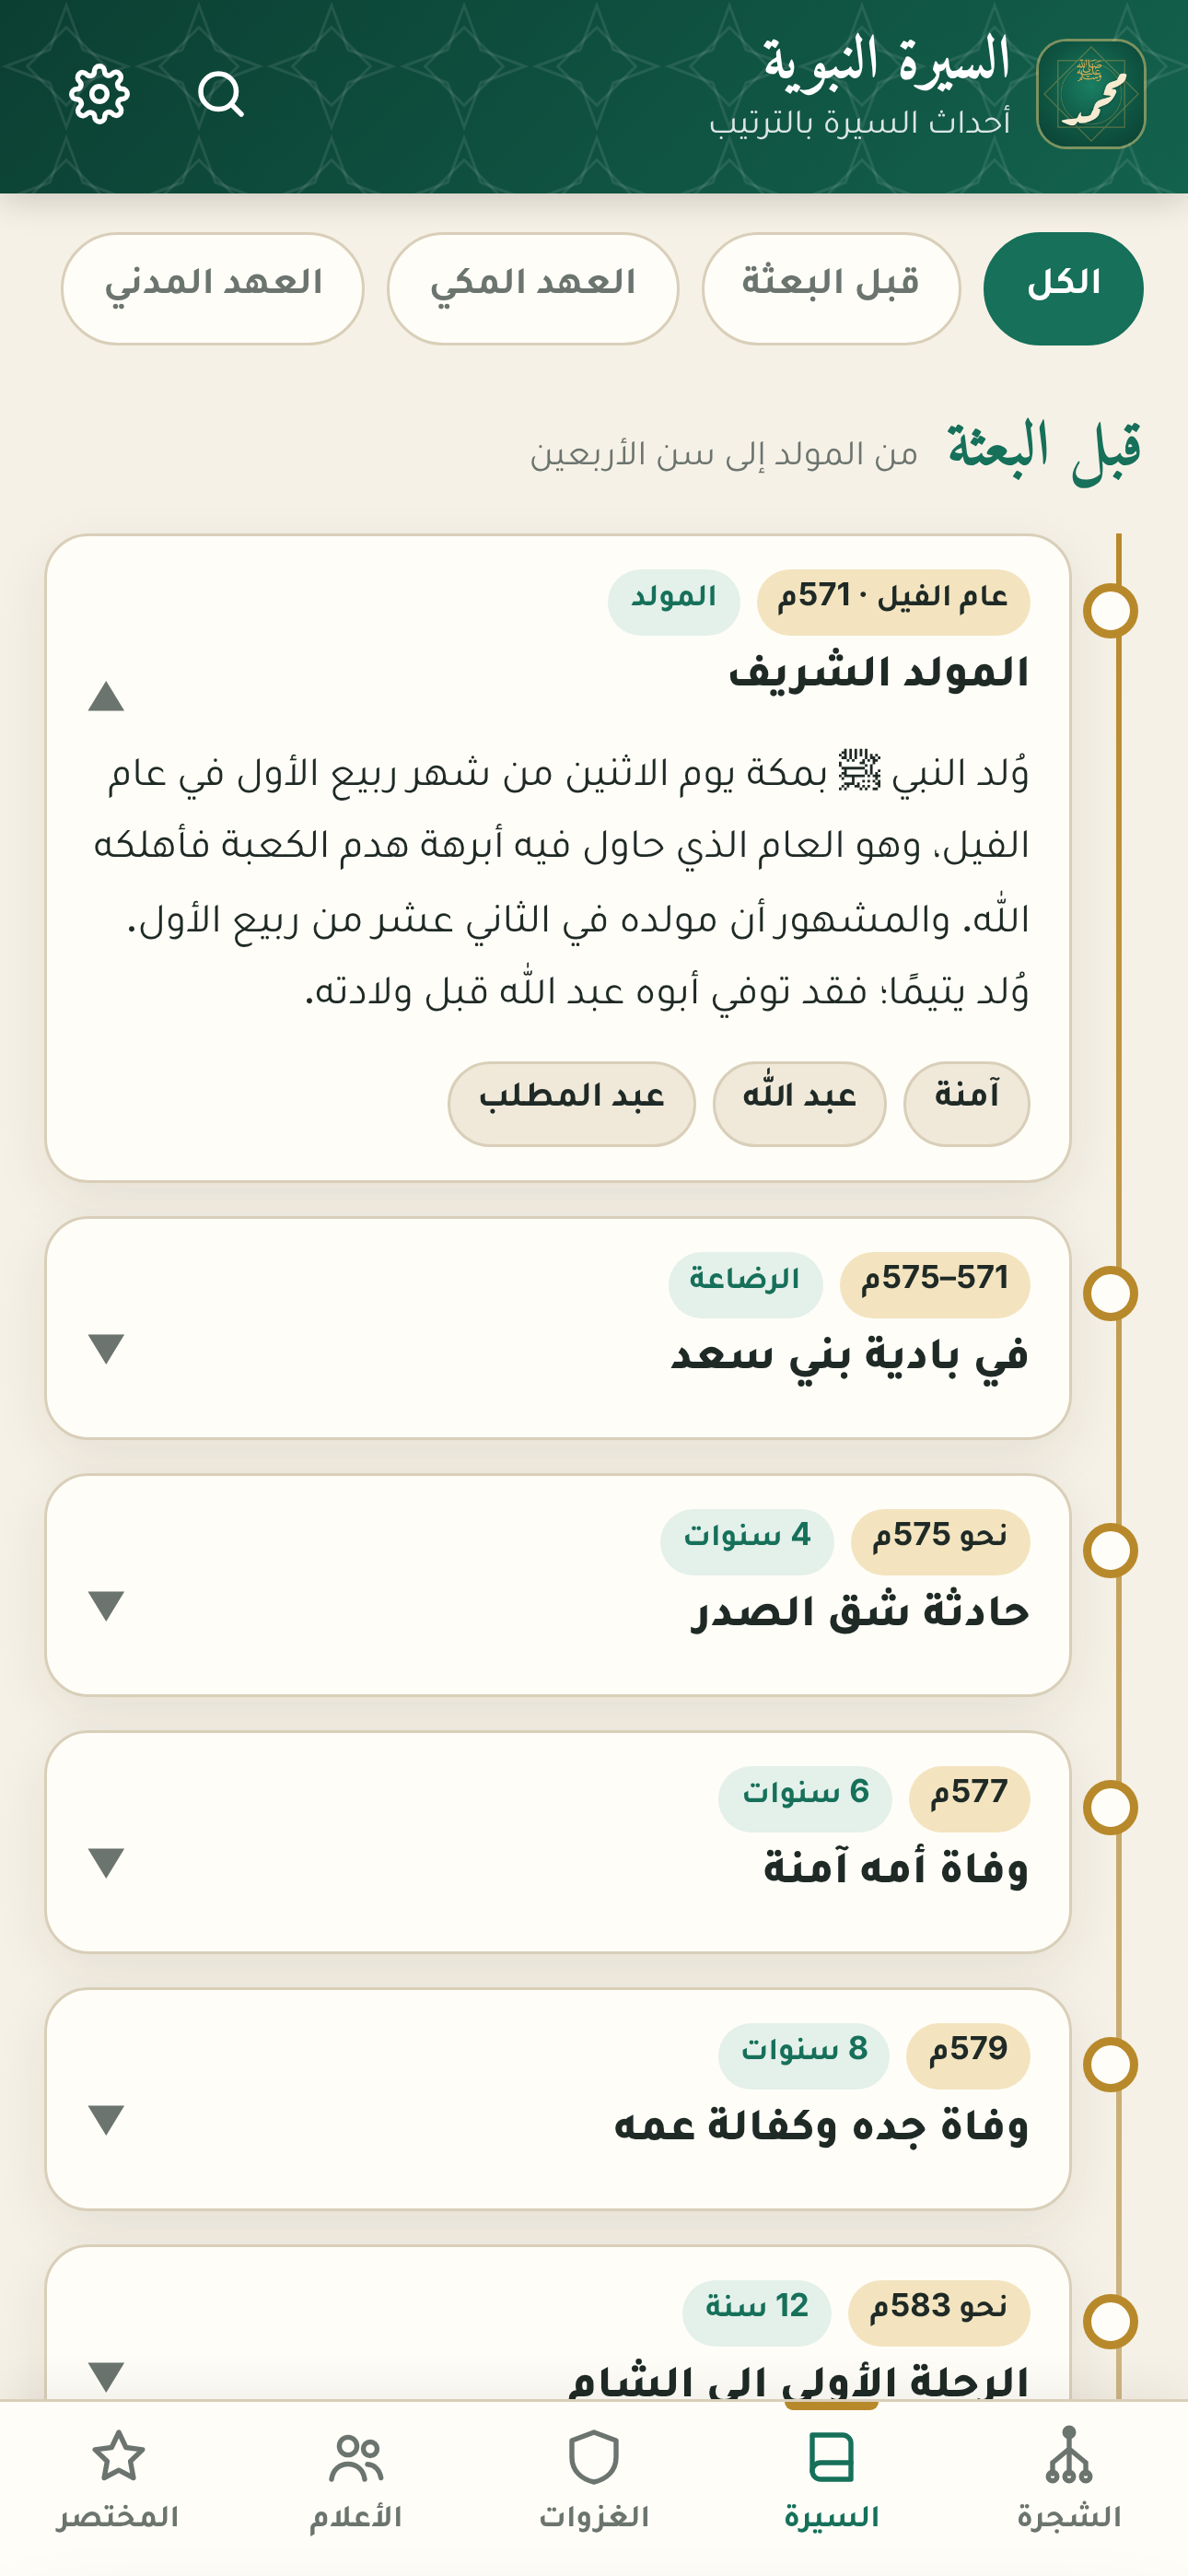 محمد ﷺ
السيرة النبوية
أحداث السيرة بالترتيب
الكل
قبل البعثة
العهد المكي
العهد المدني
قبل البعثة
من المولد إلى سن الأربعين
عام الفيل · 571م
المولد
المولد الشريف
وُلد النبي ﷺ بمكة يوم الاثنين من شهر ربيع الأول في عام
الفيل، وهو العام الذي حاول فيه أبرهة هدم الكعبة فأهلكه
الله. والمشهور أن مولده في الثاني عشر من ربيع الأول.
وُلد يتيمًا؛ فقد توفي أبوه عبد الله قبل ولادته.
آمنة
عبد الله
عبد المطلب
571–575م
الرضاعة
في بادية بني سعد
نحو 575م
4 سنوات
حادثة شق الصدر
577م
6 سنوات
وفاة أمه آمنة
579م
8 سنوات
وفاة جده وكفالة عمه
نحو 583م
12 سنة
الرحلة الأولى إلى الشام
الشجرة
السيرة
الغزوات
الأعلام
المختصر